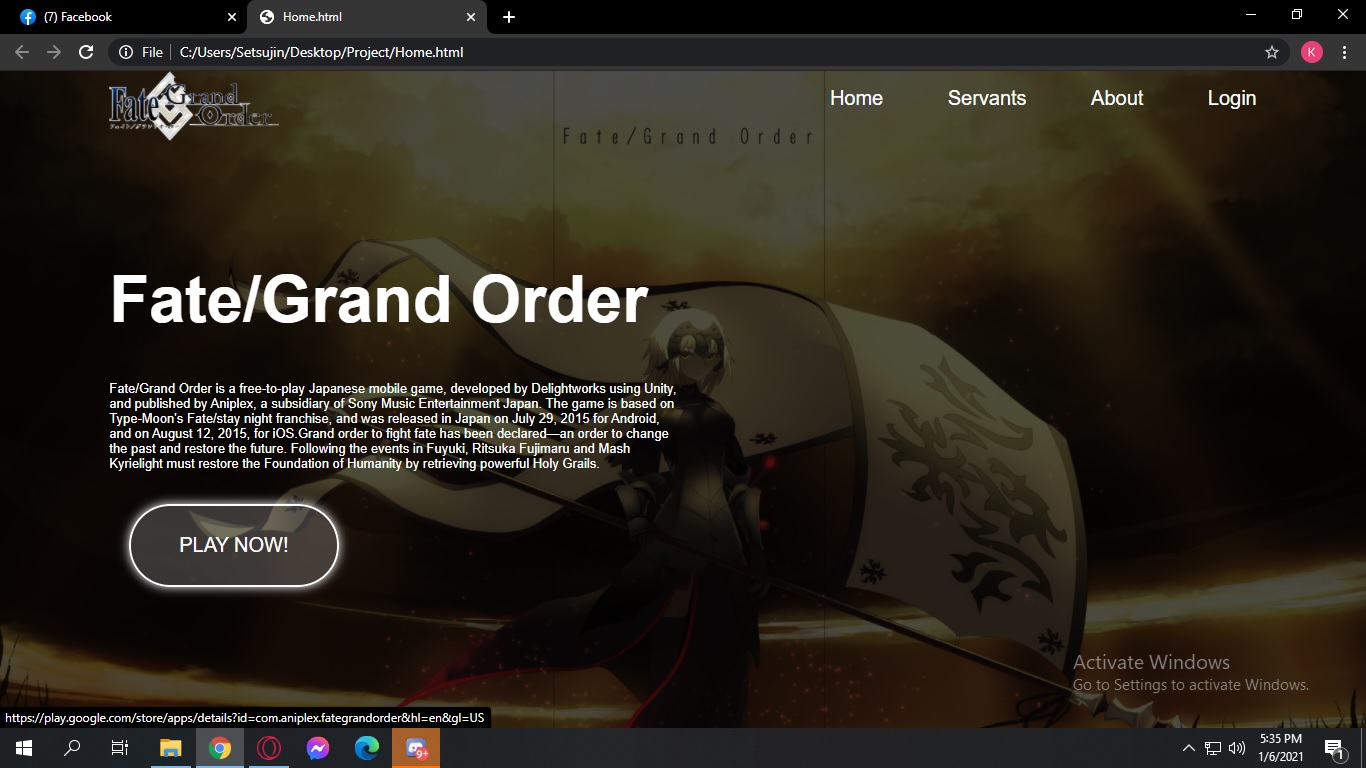 (7) Facebook
Home.html
File
C:/Users/Setsujin/Desktop/Project/Home.html
K
Fate
Grand
Order
Home
Servants
About
Login
Fate/Grand Order
Fate/Grand Order
Fate/Grand Order is a free-to-play Japanese mobile game, developed by Delightworks using Unity,
and published by Aniplex, a subsidiary of Sony Music Entertainment Japan. The game is based on
Type-Moon's Fate/stay night franchise, and was released in Japan on July 29, 2015 for Android,
and on August 12, 2015, for iOS.Grand order to fight fate has been declared—an order to change
the past and restore the future. Following the events in Fuyuki, Ritsuka Fujimaru and Mash
Kyrielight must restore the Foundation of Humanity by retrieving powerful Holy Grails.
PLAY NOW!
Activate Windows
Go to Settings to activate Windows.
https://play.google.com/store/apps/details?id=com.aniplex.fategrandorder&hl=en&gl=US
9+
5:35 PM
1/6/2021
1